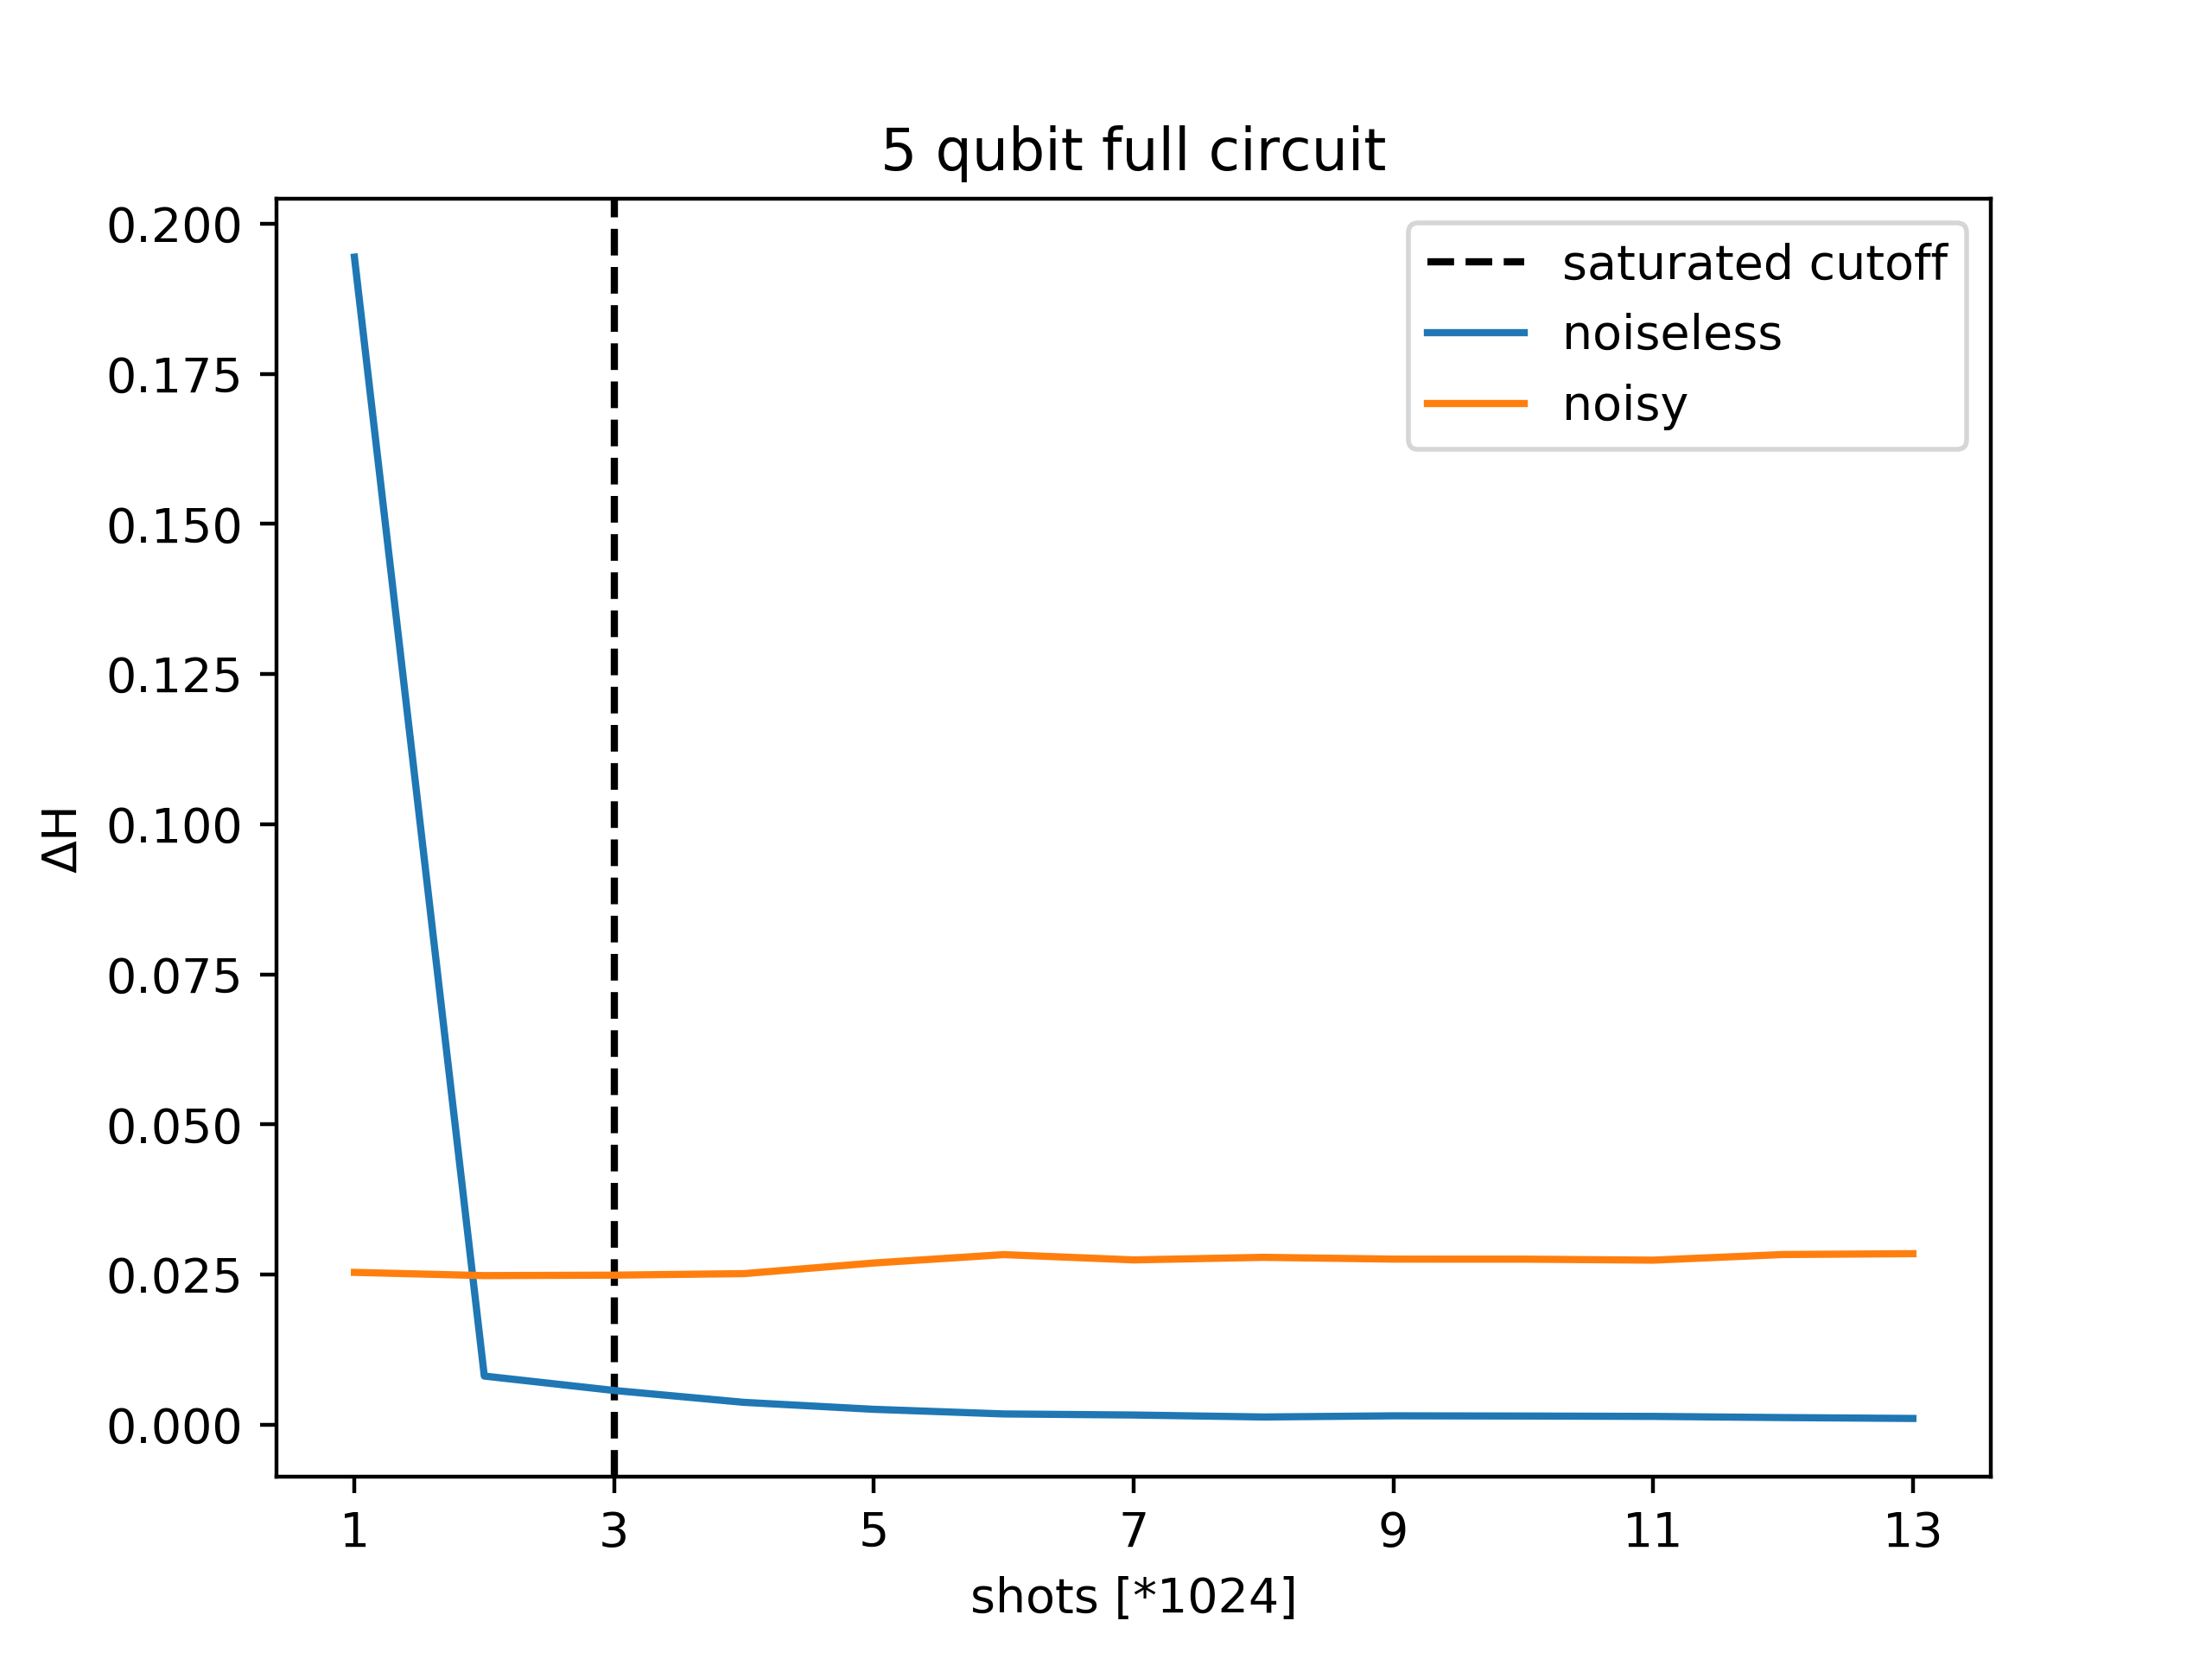 5 qubit full circuit
0.200
0.175
0.150
0.125
0.100
0.075
0.050
0.025
0.000
ΔH
saturated cutoff
noiseless
noisy
1 3 5 7 9 11 13
shots [*1024]